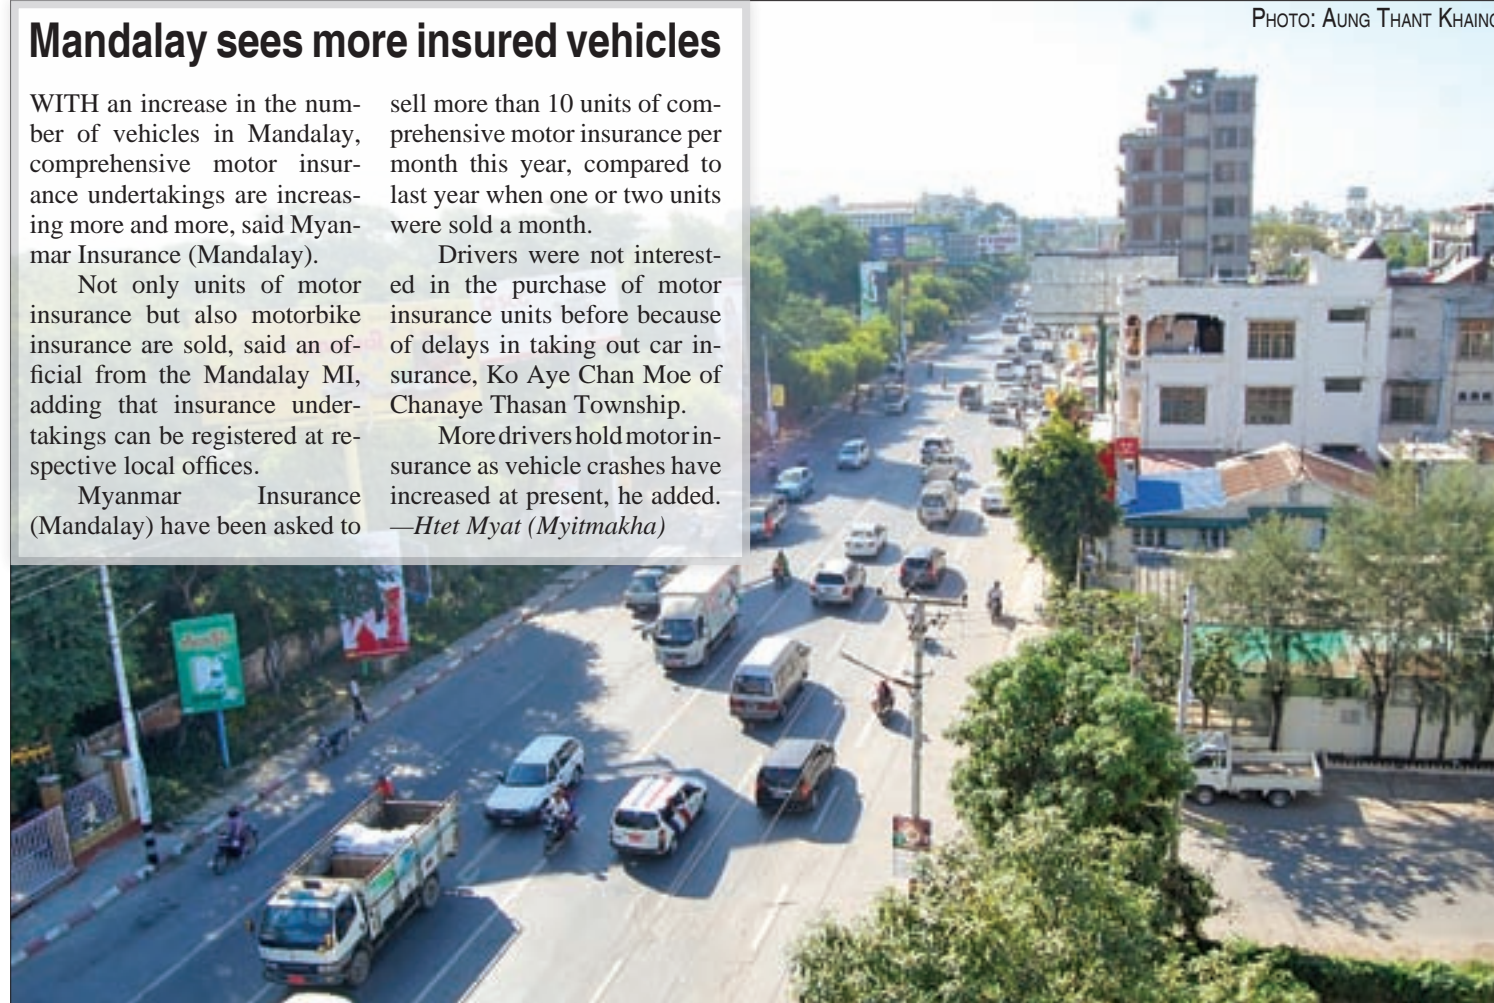 Mandalay sees more insured vehicles
PHOTO: AUNG THANT KHAING
WITH an increase in the num-
ber of vehicles in Mandalay,
comprehensive motor insur-
ance undertakings are increas-
ing more and more, said Myan-
mar Insurance (Mandalay).
Not only units of motor
insurance but also motorbike
insurance are sold, said an of-
ficial from the Mandalay MI,
adding that insurance under-
takings can be registered at re-
spective local offices.
Myanmar Insurance
(Mandalay) have been asked to
sell more than 10 units of com-
prehensive motor insurance per
month this year, compared to
last year when one or two units
were sold a month.
Drivers were not interest-
ed in the purchase of motor
insurance units before because
of delays in taking out car in-
surance, Ko Aye Chan Moe of
Chanaye Thasan Township.
More drivers hold motor in-
surance as vehicle crashes have
increased at present, he added.
—Htet Myat (Myitmakha)